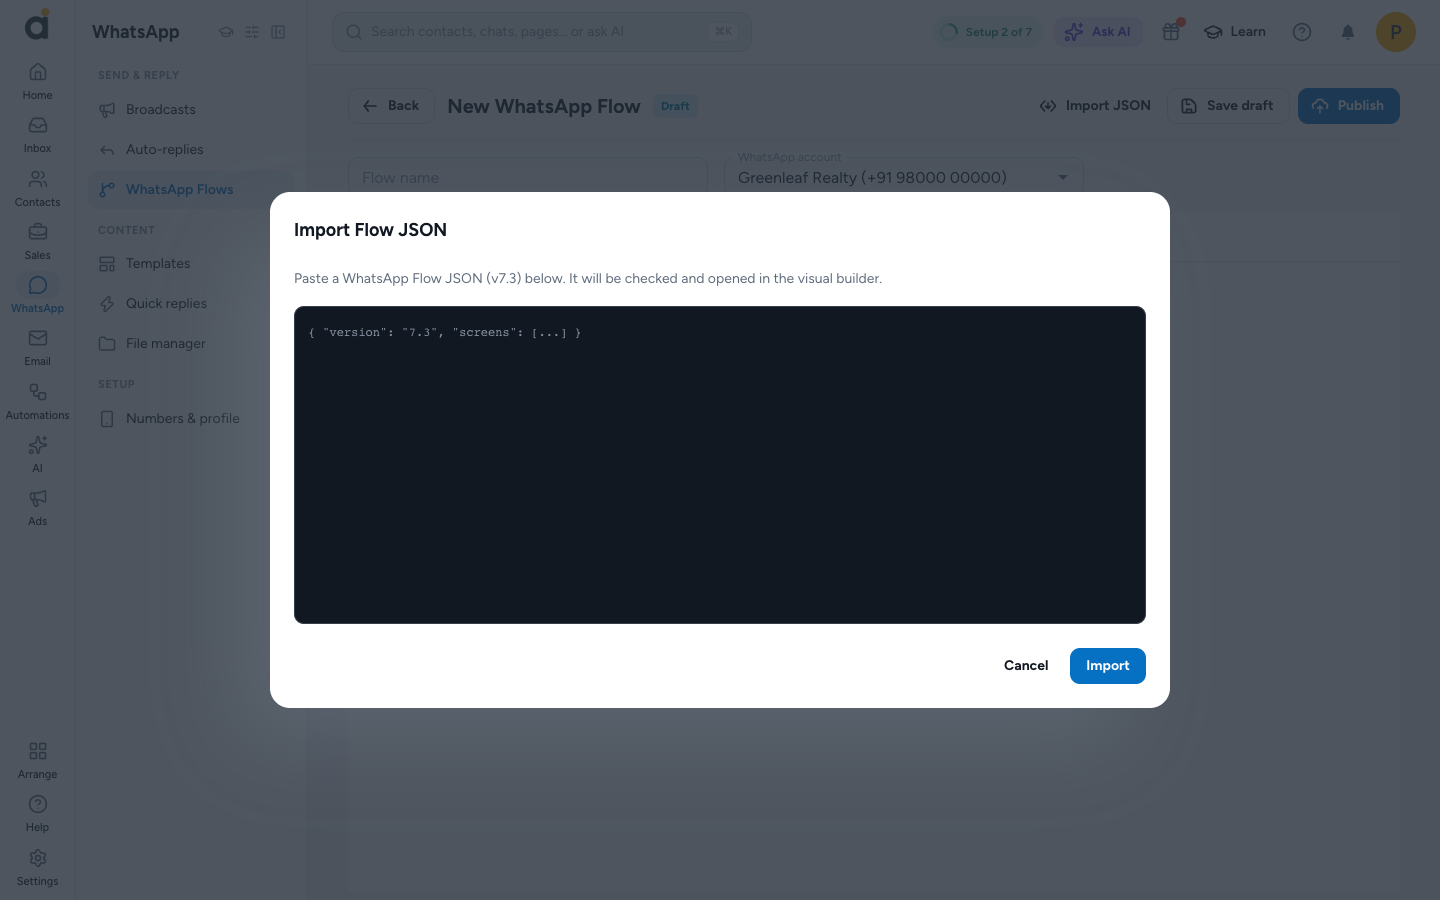 WhatsApp
Search contacts, chats, pages... or ask AI
⌘K
Setup 2 of 7
Ask AI
Learn
P
Home
Inbox
Contacts
Sales
WhatsApp
Email
Automations
AI
Ads
Arrange
Help
Settings
SEND & REPLY
Broadcasts
Auto-replies
WhatsApp Flows
CONTENT
Templates
Quick replies
File manager
SETUP
Numbers & profile
Back
New WhatsApp Flow
Draft
Import JSON
Save draft
Publish
Flow name
WhatsApp account
Greenleaf Realty (+91 98000 00000)
Import Flow JSON
Paste a WhatsApp Flow JSON (v7.3) below. It will be checked and opened in the visual builder.
{ "version": "7.3", "screens": [...] }
Cancel
Import